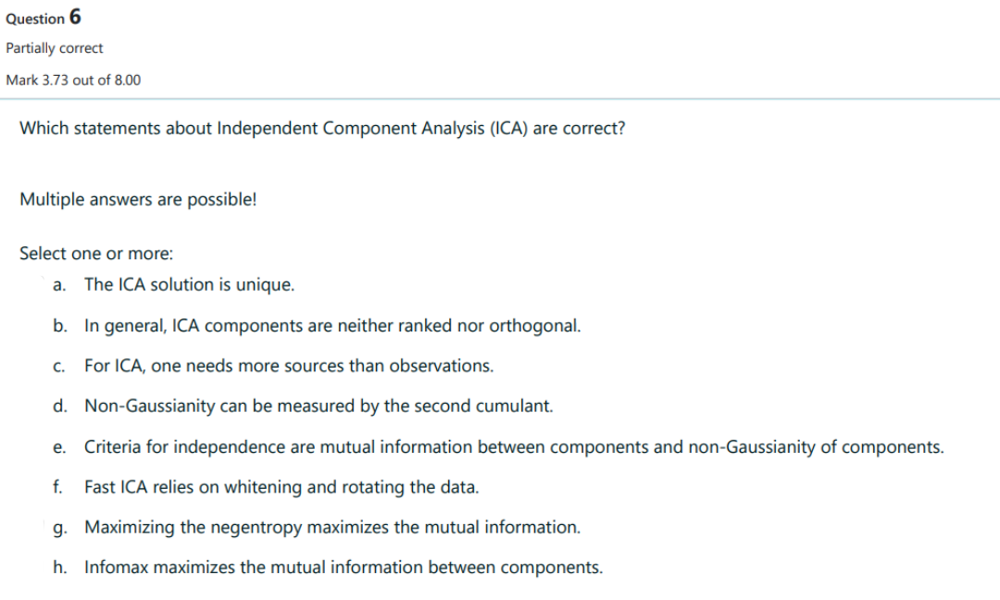 Question 6
Partially correct
Mark 3.73 out of 8.00
Which statements about Independent Component Analysis (ICA) are correct?
Multiple answers are possible!
Select one or more:
a. The ICA solution is unique.
b. In general, ICA components are neither ranked nor orthogonal.
c. For ICA, one needs more sources than observations.
d. Non-Gaussianity can be measured by the second cumulant.
e. Criteria for independence are mutual information between components and non-Gaussianity of components.
f. Fast ICA relies on whitening and rotating the data.
g. Maximizing the negentropy maximizes the mutual information.
h. Infomax maximizes the mutual information between components.